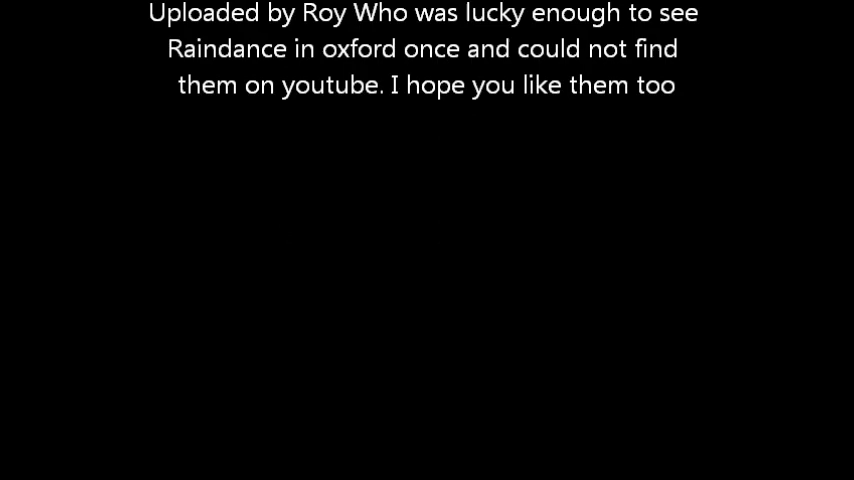 Uploaded by Roy Who was lucky enough to see
Raindance in oxford once and could not find
them on youtube. I hope you like them too